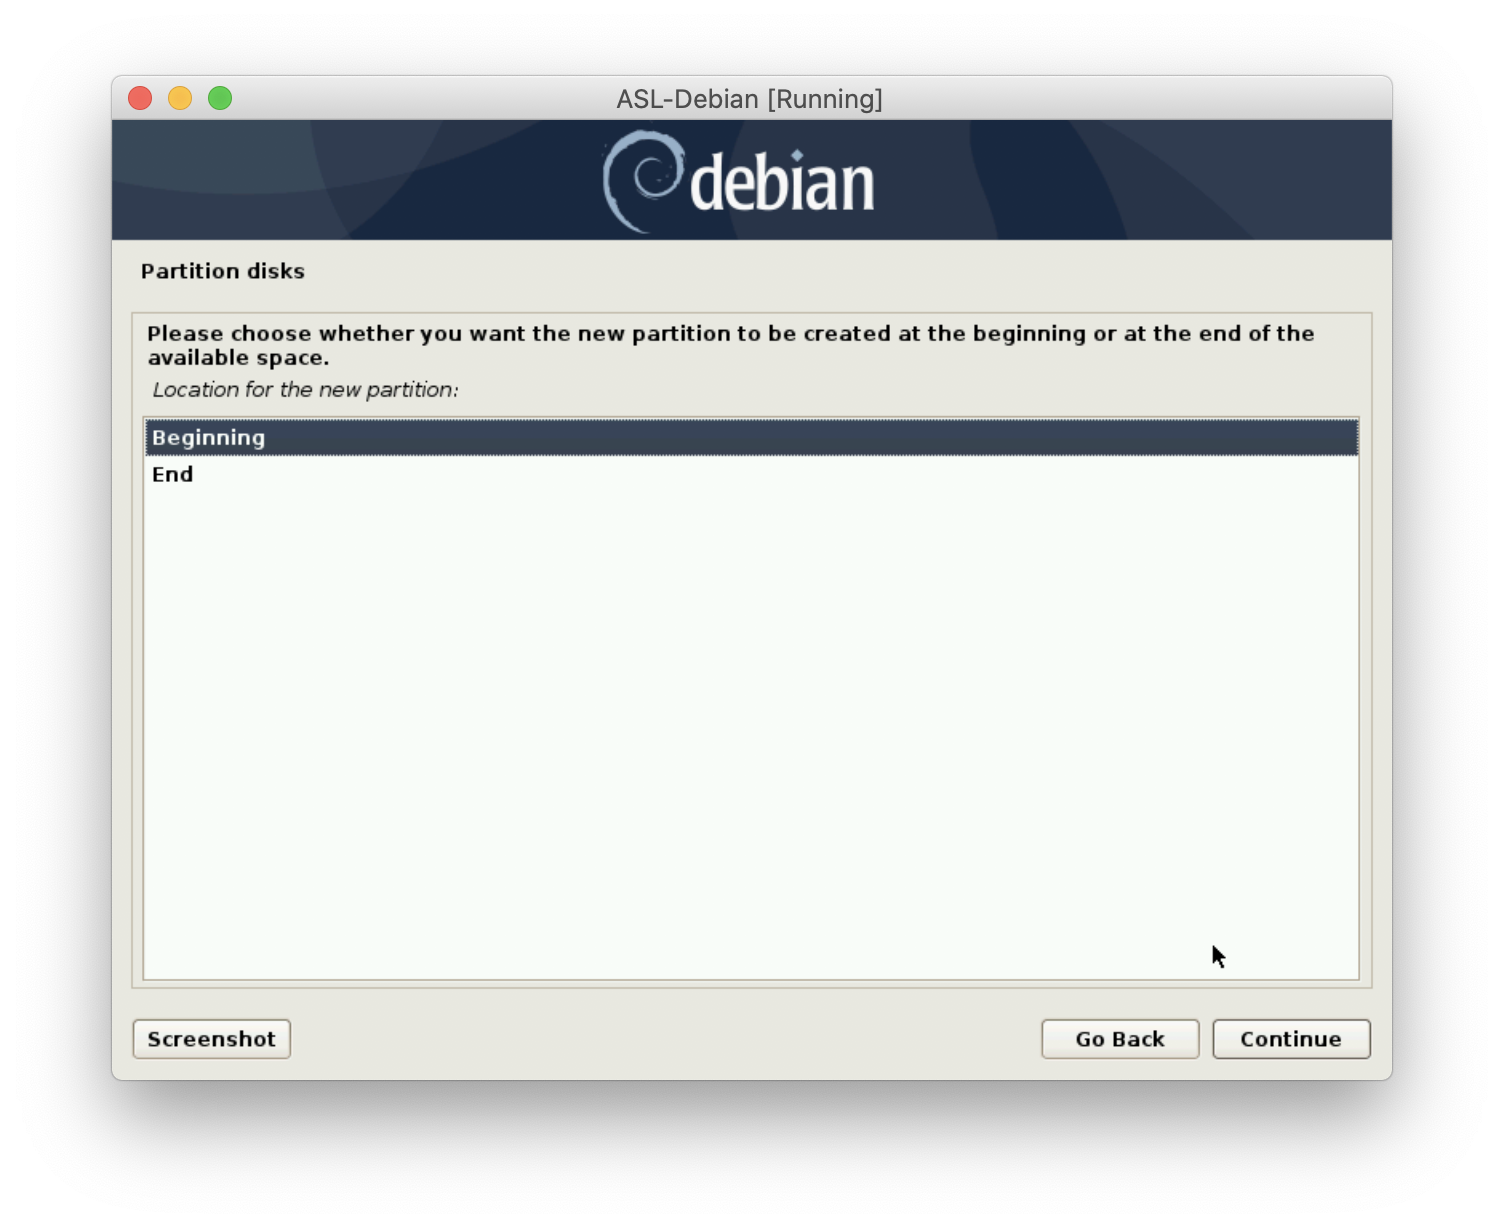 ASL-Debian [Running]
debian
Partition disks
Please choose whether you want the new partition to be created at the beginning or at the end of the
available space.
Location for the new partition:
Beginning
End
Screenshot
Go Back
Continue